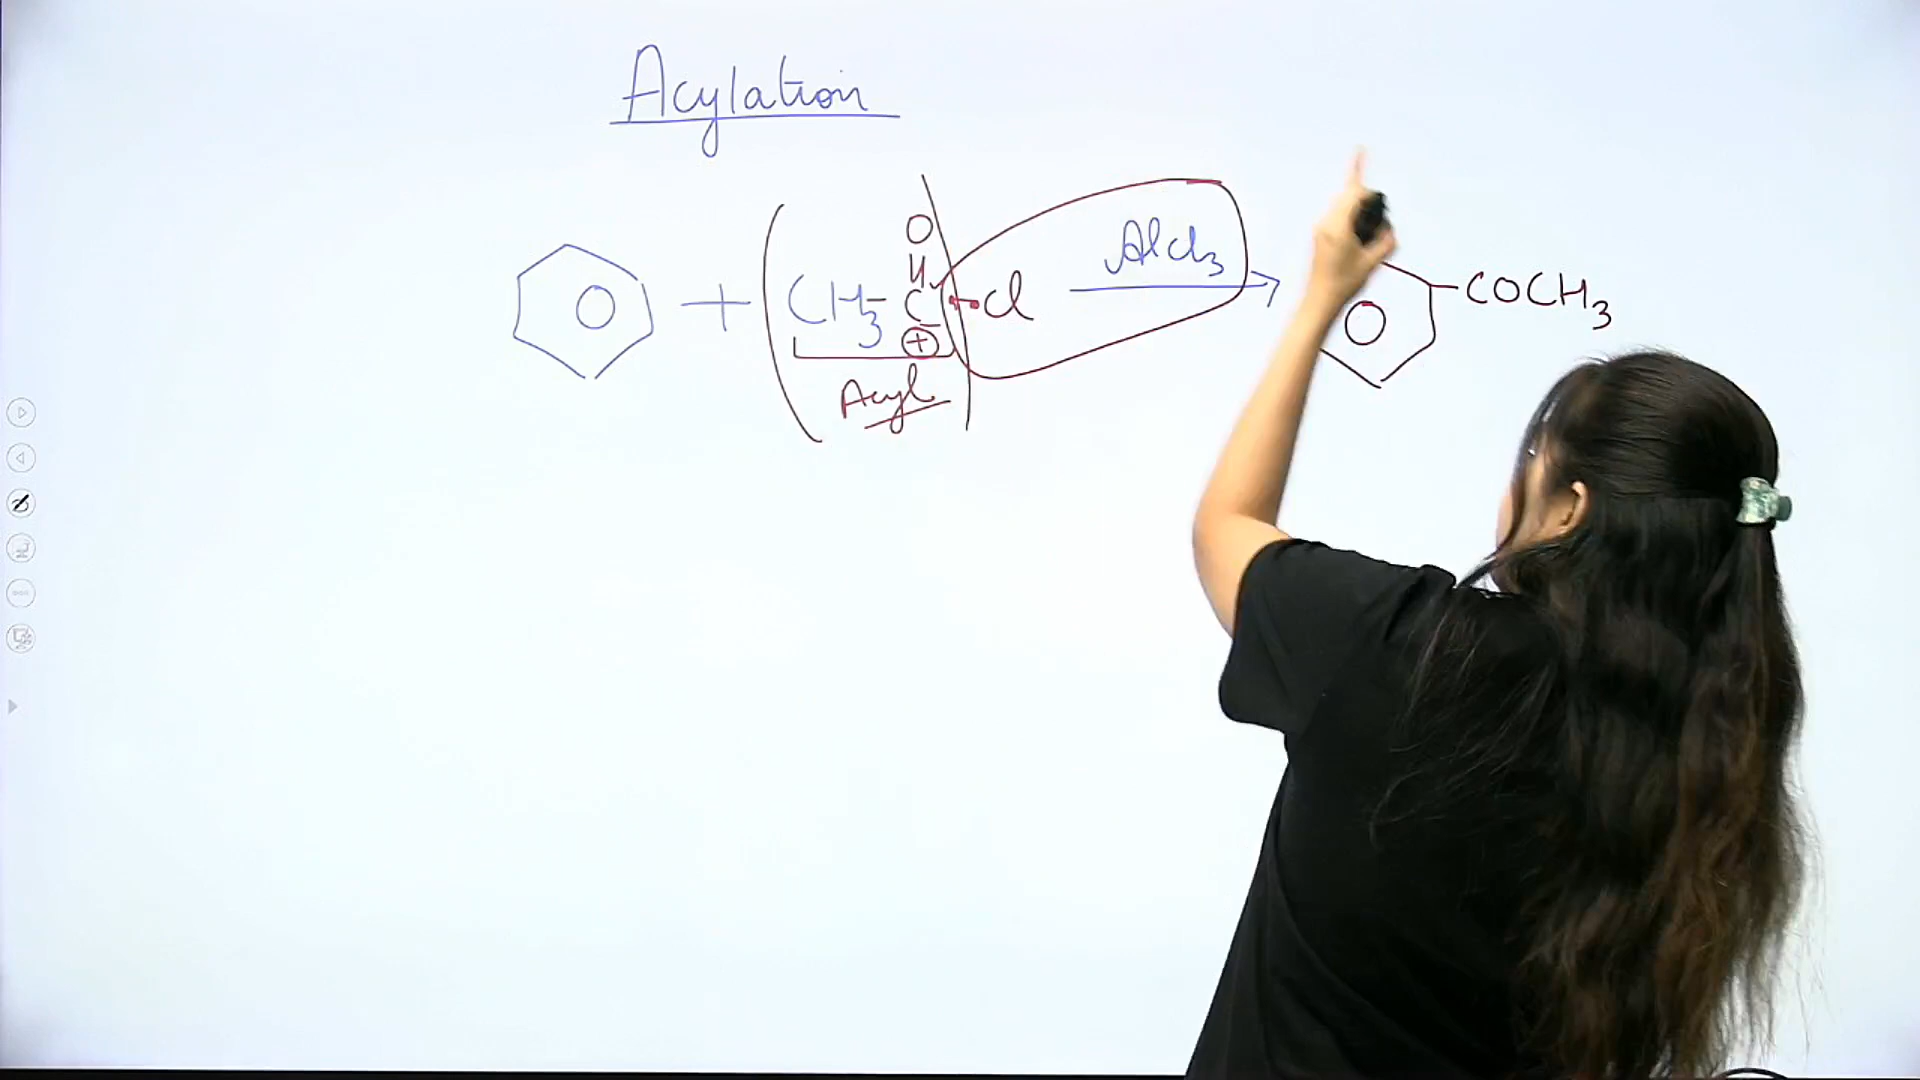 Acylation
O
CH3-C-Cl
+
AlCl3
COCH3
+
Acyl